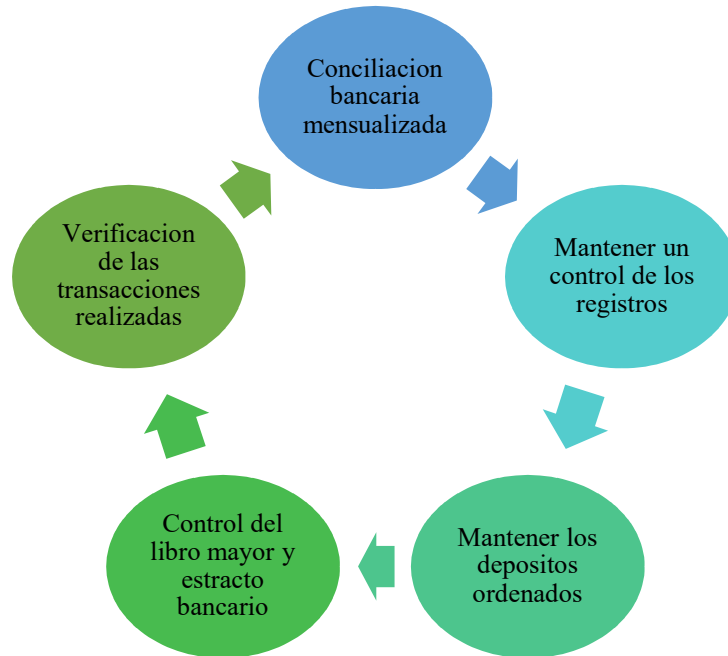 Conciliacion
bancaria
mensualizada
Mantener un
control de los
registros
Mantener los
depositos
ordenados
Control del
libro mayor y
estracto
bancario
Verificacion
de las
transacciones
realizadas